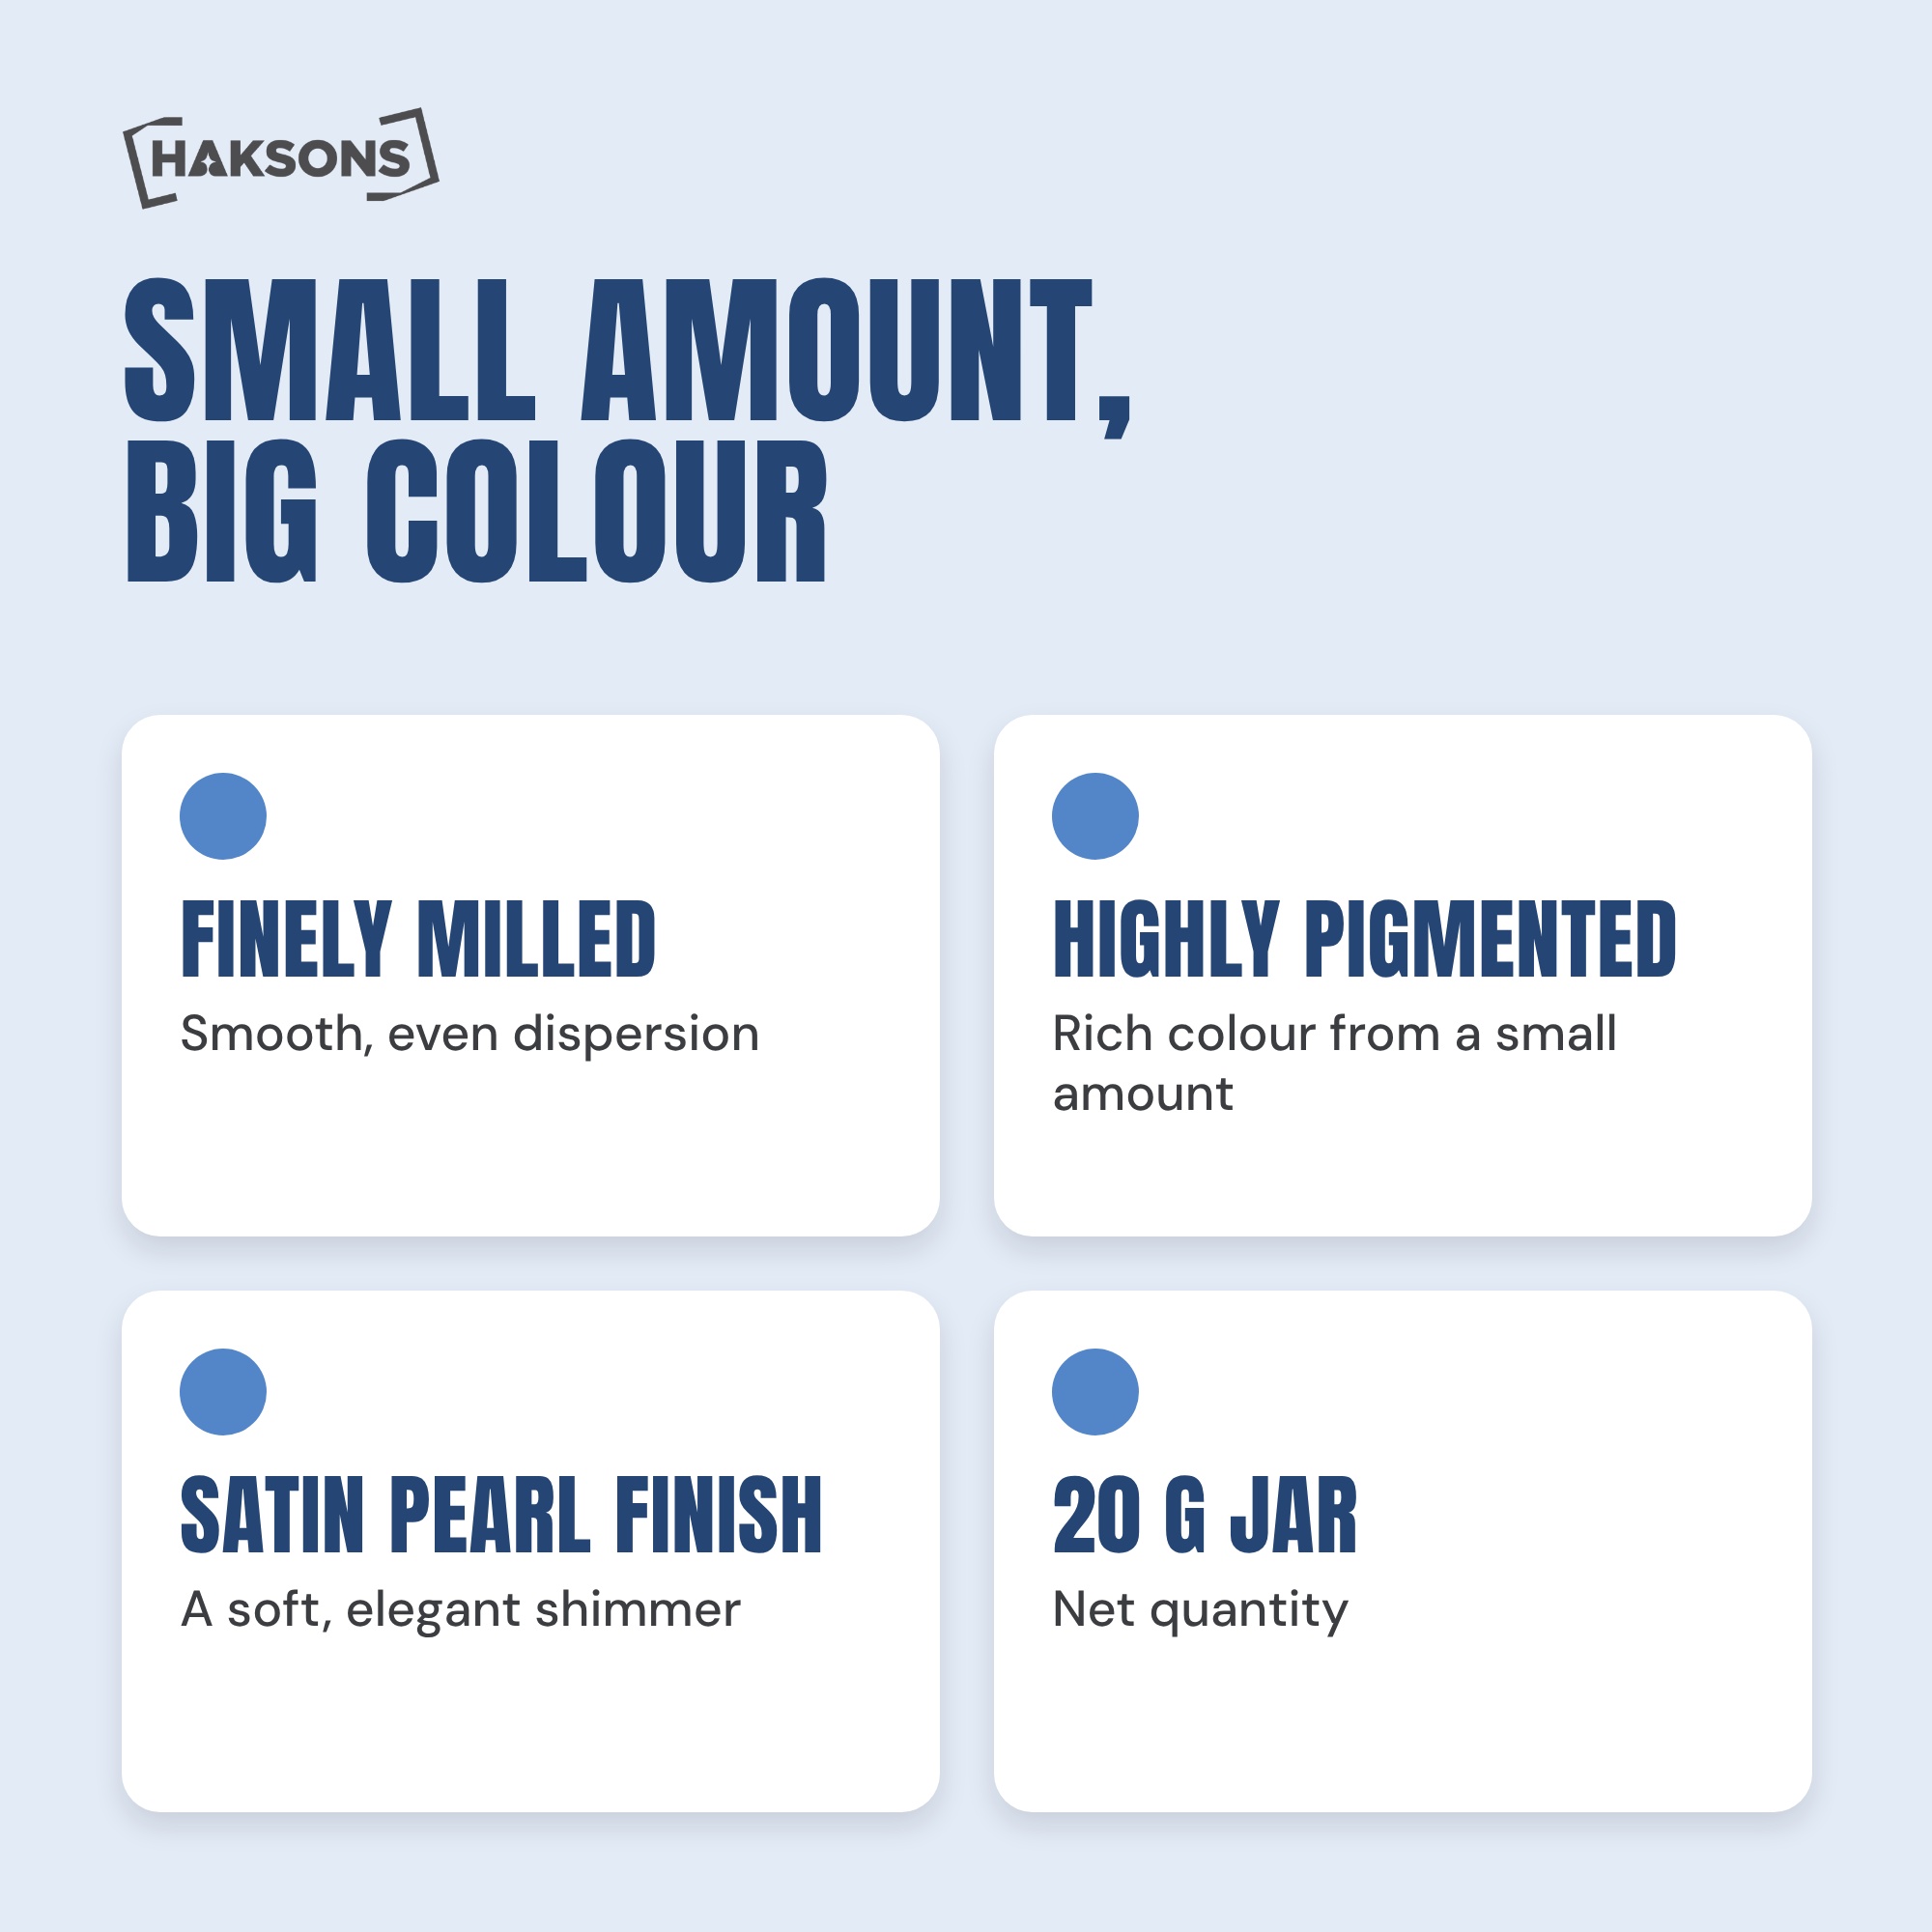 HAKSONS
SMALL AMOUNT,
BIG COLOUR
FINELY MILLED
Smooth, even dispersion
HIGHLY PIGMENTED
Rich colour from a small
amount
SATIN PEARL FINISH
A soft, elegant shimmer
20 G JAR
Net quantity